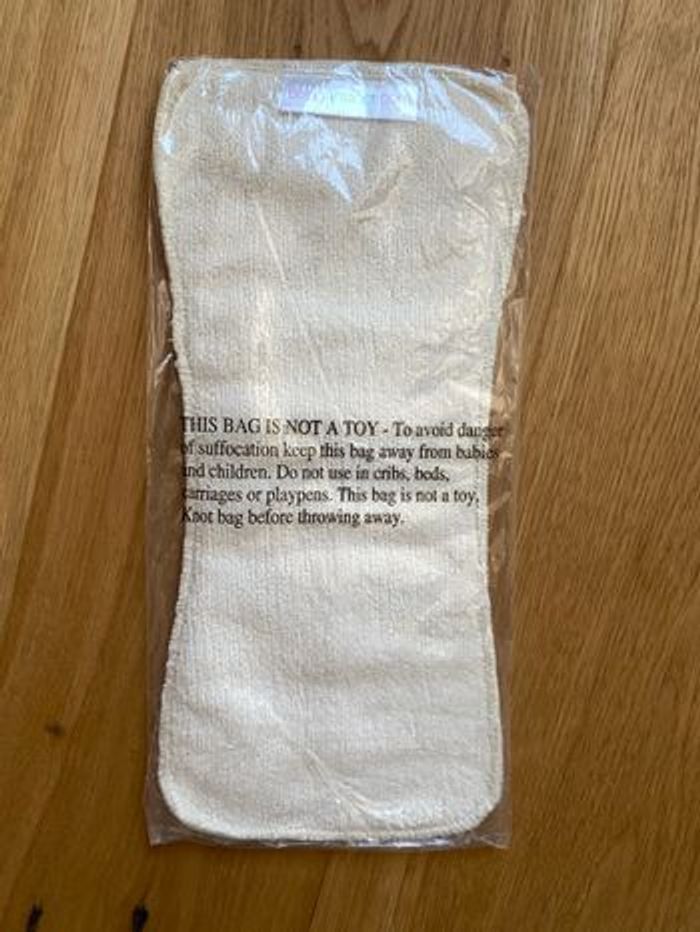 THIS BAG IS NOT A TOY - To avoid danger
of suffocation keep this bag away from babies
and children. Do not use in cribs, beds,
carriages or playpens. This bag is not a toy.
Knot bag before throwing away.